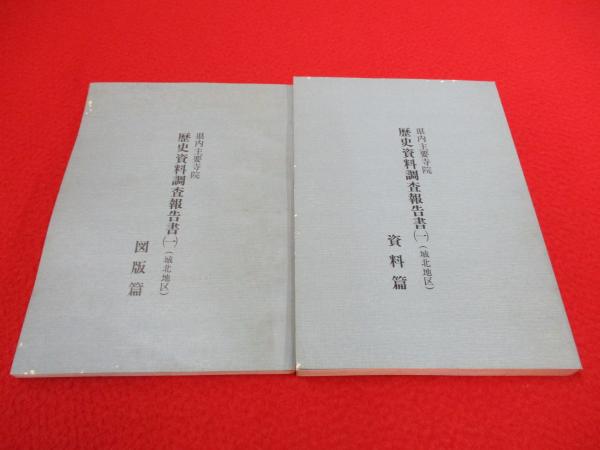 県内主要寺院
歴史資料調査報告書㈠（城北地区）
図版篇
県内主要寺院
歴史資料調査報告書㈠（城北地区）
資料篇